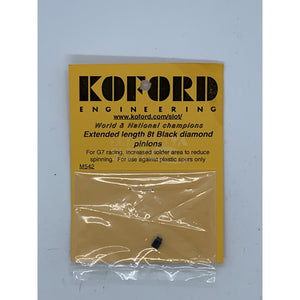 KOFORD
ENGINEERING
www.koford.com/slot/
World & National champions
Extended length 8t Black diamond
pinions
For G7 racing, increased solder area to reduce
spinning. For use against plastic spurs only
M542